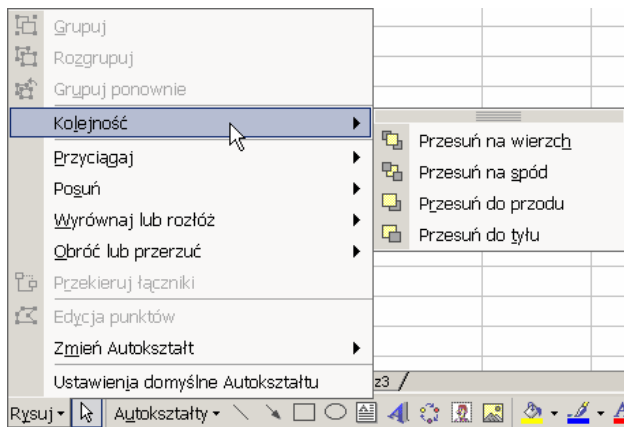 Grupuj
Rozgrupuj
Grupuj ponownie
Kolejność
Przyciągaj
Posuń
Wyrównaj lub rozłóż
Obróć lub przerzuć
Przekieruj łączniki
Edycja punktów
Zmień Autokształt
Ustawienia domyślne Autokształtu
Przesuń na wierzch
Przesuń na spód
Przesuń do przodu
Przesuń do tyłu
z3
Rysuj Autokształty